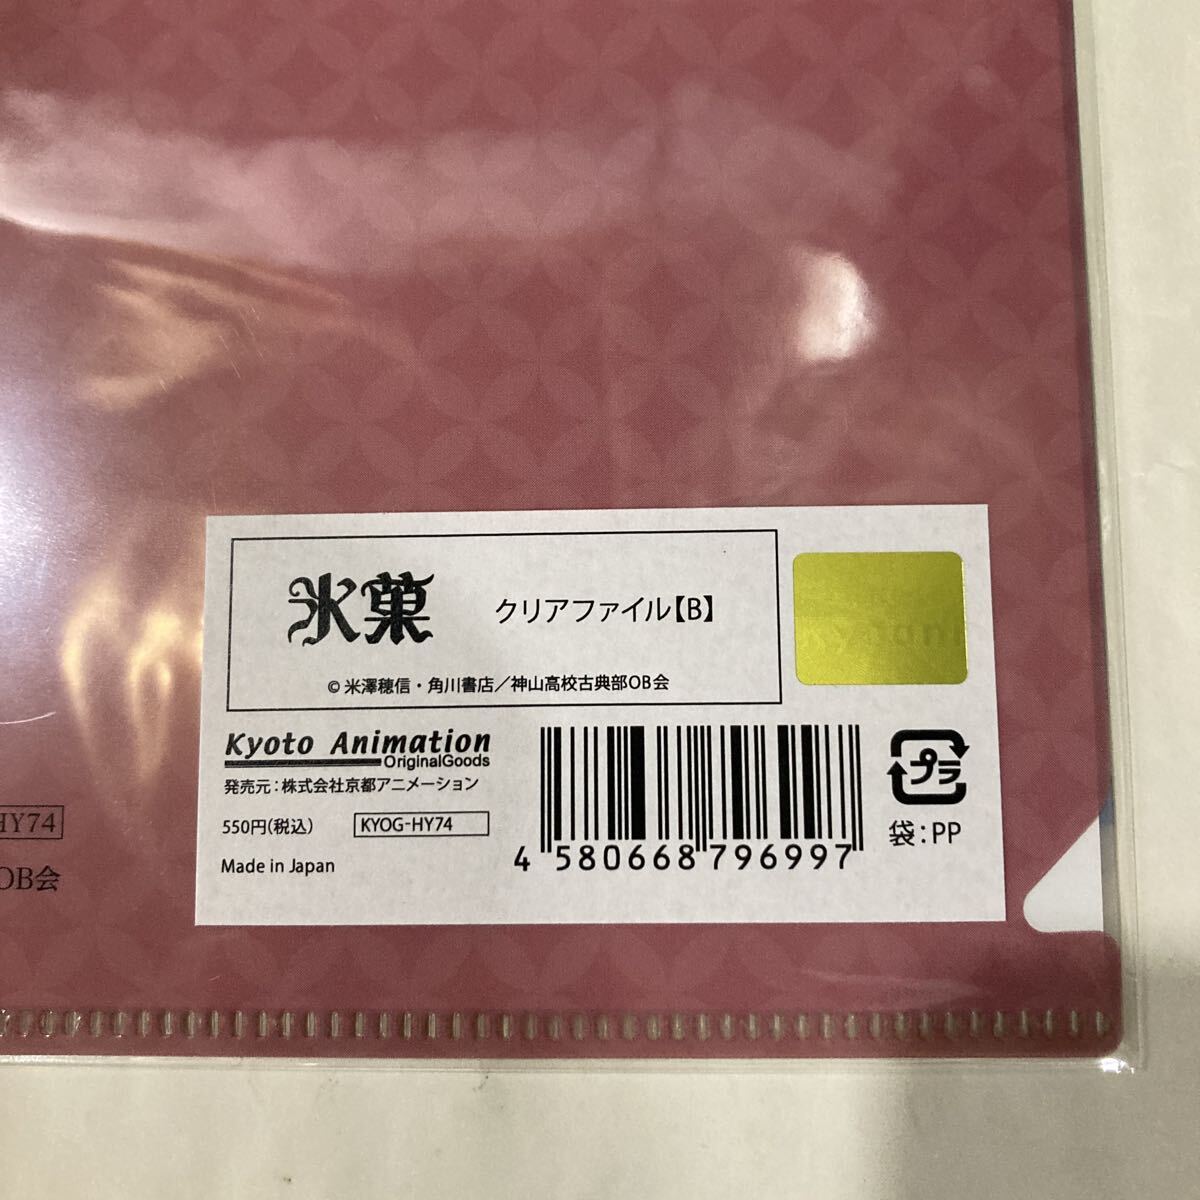 氷菓
クリアファイル【B】
© 米澤穂信・角川書店／神山高校古典部OB会
Kyoto Animation
OriginalGoods
発売元：株式会社京都アニメーション
550円(税込)
KYOG-HY74
Made in Japan
4 580668 796997
プラ
袋：PP
HY74
OB会